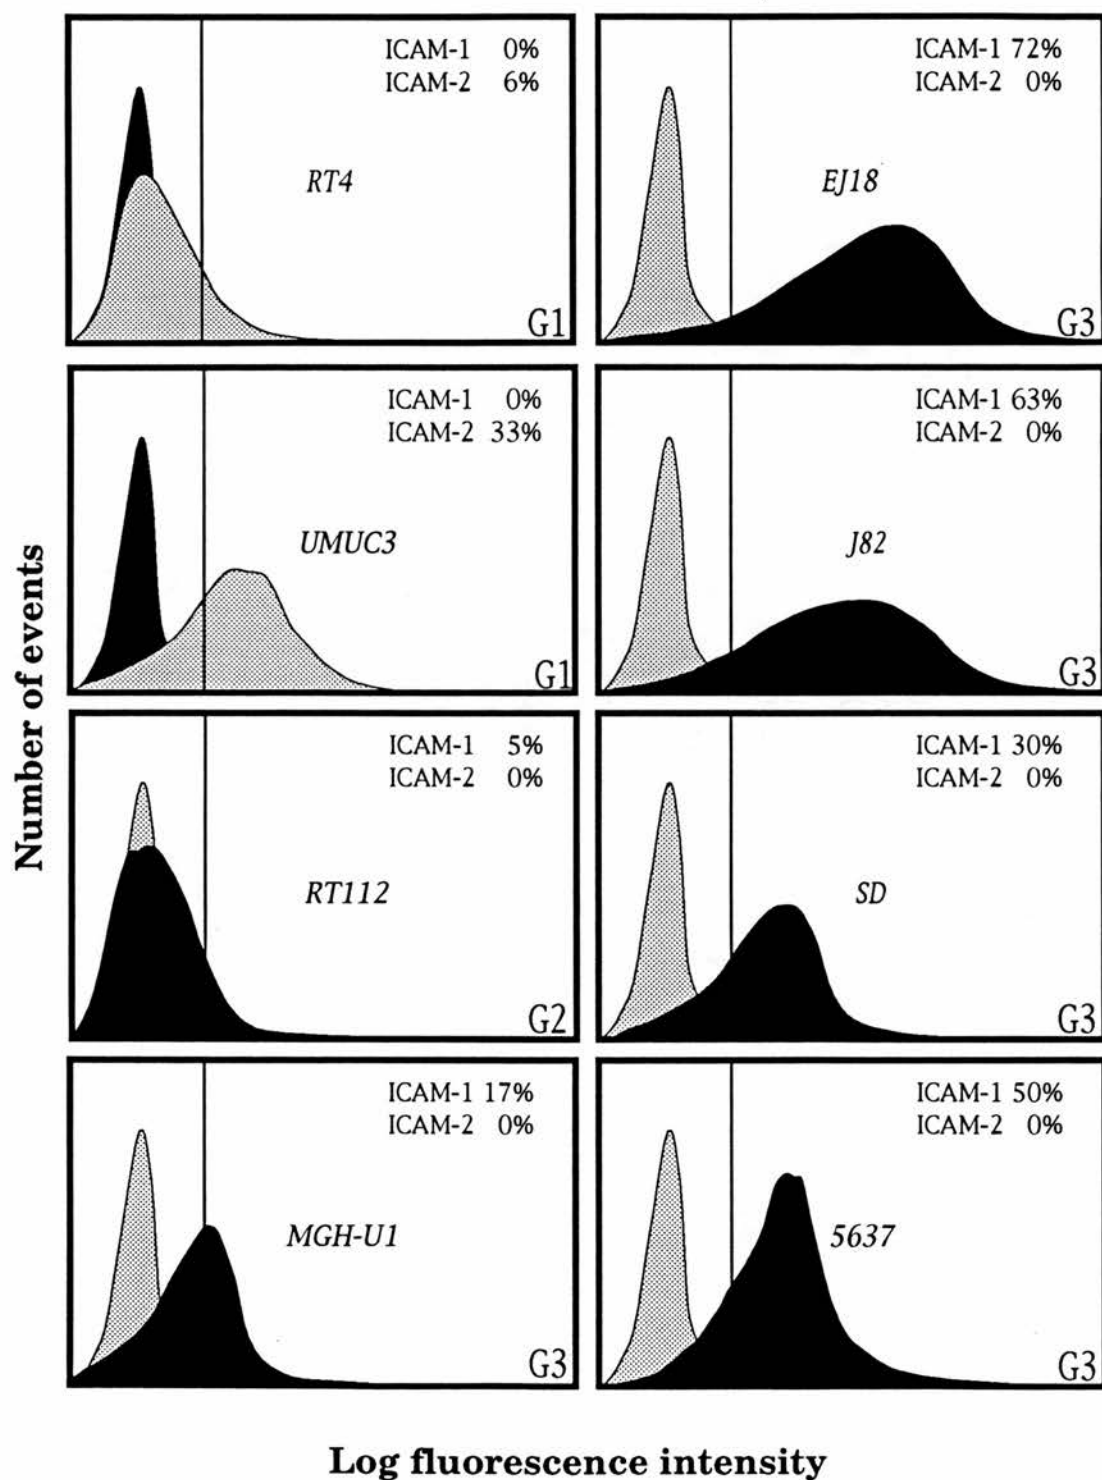 ICAM-1 0%
ICAM-2 6%
RT4
G1
ICAM-1 72%
ICAM-2 0%
EJ18
G3
ICAM-1 0%
ICAM-2 33%
UMUC3
G1
ICAM-1 63%
ICAM-2 0%
J82
G3
ICAM-1 5%
ICAM-2 0%
RT112
G2
ICAM-1 30%
ICAM-2 0%
SD
G3
ICAM-1 17%
ICAM-2 0%
MGH-U1
G3
ICAM-1 50%
ICAM-2 0%
5637
G3
Number of events
Log fluorescence intensity